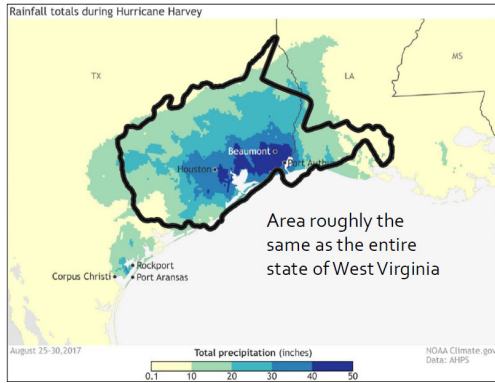 Rainfall totals during Hurricane Harvey
TX
LA
MS
Beaumont
Port Authur
Houston
Area roughly the
same as the entire
state of West Virginia
Rockport
Corpus Christi
Port Aransas
August 25-30,2017
Total precipitation (inches)
NOAA Climate.gov
Data: AHPS
0.1 10 20 30 40 50